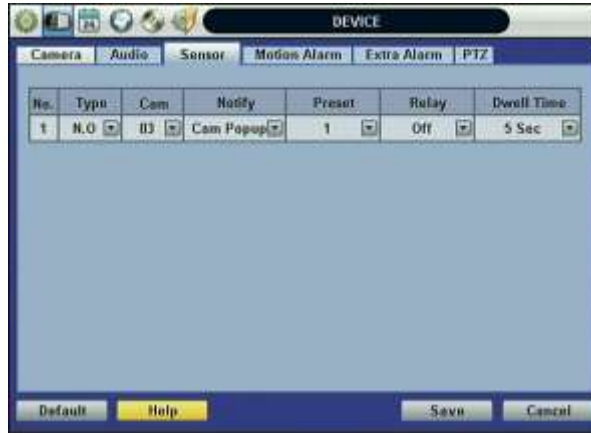 24
DEVICE
Camera Audio Sensor Motion Alarm Extra Alarm PTZ
No. Type Cam Notify Preset Relay Dwell Time
1 N.O 03 Cam Popup 1 Off 5 Sec
Default Help Save Cancel